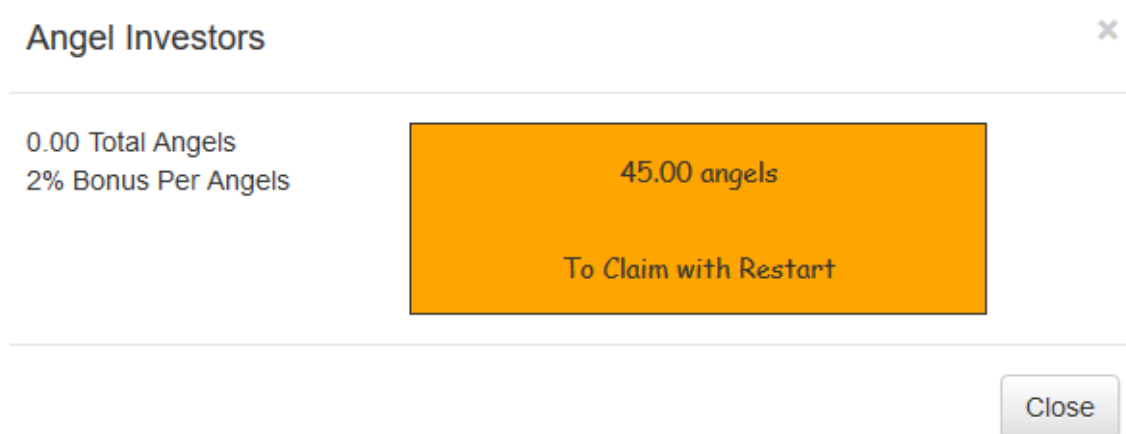 Angel Investors
×
0.00 Total Angels
2% Bonus Per Angels
45.00 angels
To Claim with Restart
Close